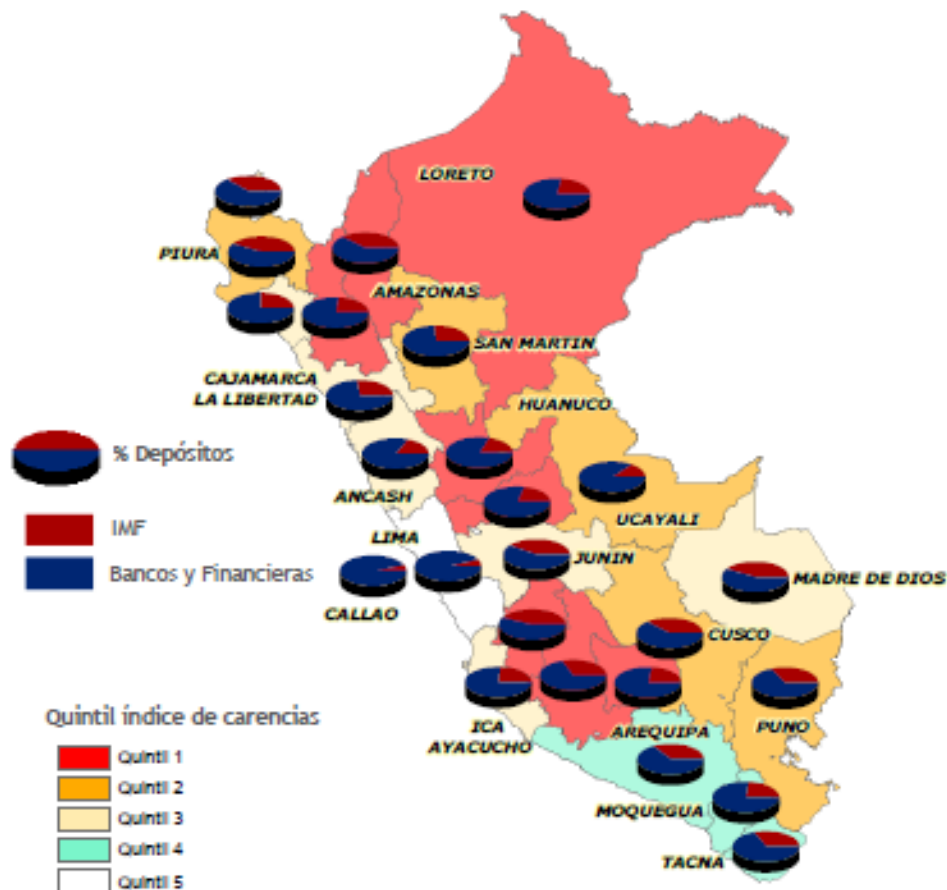 LORETO
PIURA
AMAZONAS
SAN MARTIN
CAJAMARCA
LA LIBERTAD
HUANUCO
% Depósitos
ANCASH
UCAYALI
IMF
LIMA
JUNIN
Bancos y Financieras
MADRE DE DIOS
CALLAO
CUSCO
Quintil índice de carencias
ICA
AYACUCHO
AREQUIPA
PUNO
Quintil 1
Quintil 2
Quintil 3
MOQUEGUA
Quintil 4
TACNA
Quintil 5